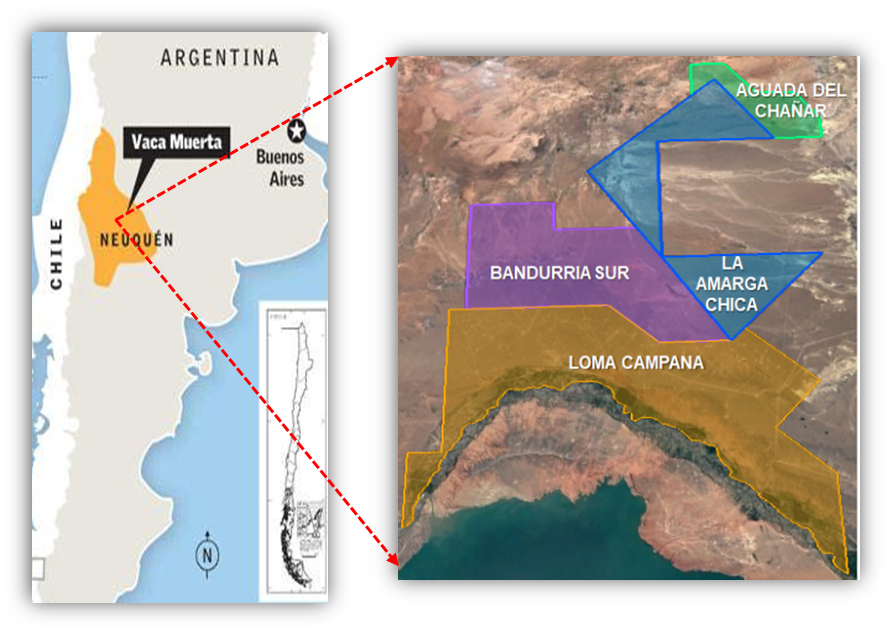 ARGENTINA
Vaca Muerta
Buenos
Aires
CHILE
NEUQUÉN
N
AGUADA DEL
CHAÑAR
BANDURRIA SUR
LA
AMARGA
CHICA
LOMA CAMPANA